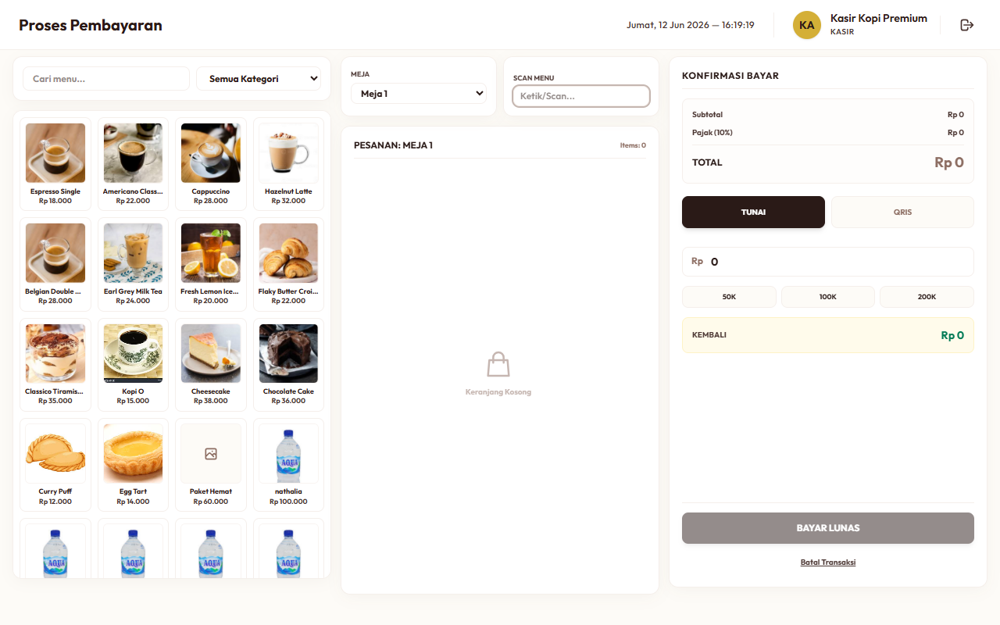 Proses Pembayaran
Jumat, 12 Jun 2026 — 16:19:19
KA
Kasir Kopi Premium
KASIR
Cari menu...
Semua Kategori
MEJA
Meja 1
SCAN MENU
Ketik/Scan...
Espresso Single
Rp 18.000
Americano Class...
Rp 22.000
Cappuccino
Rp 28.000
Hazelnut Latte
Rp 32.000
Belgian Double ...
Rp 28.000
Earl Grey Milk Tea
Rp 24.000
Fresh Lemon Ice...
Rp 20.000
Flaky Butter Croi...
Rp 22.000
Classico Tiramis...
Rp 35.000
Kopi O
Rp 15.000
Cheesecake
Rp 38.000
Chocolate Cake
Rp 36.000
Curry Puff
Rp 12.000
Egg Tart
Rp 14.000
Paket Hemat
Rp 60.000
AQUA
nathalia
Rp 100.000
AQUA
AQUA
AQUA
AQUA
PESANAN: MEJA 1
Items: 0
Keranjang Kosong
KONFIRMASI BAYAR
Subtotal
Rp 0
Pajak (10%)
Rp 0
TOTAL
Rp 0
TUNAI
QRIS
Rp
0
50K
100K
200K
KEMBALI
Rp 0
BAYAR LUNAS
Batal Transaksi